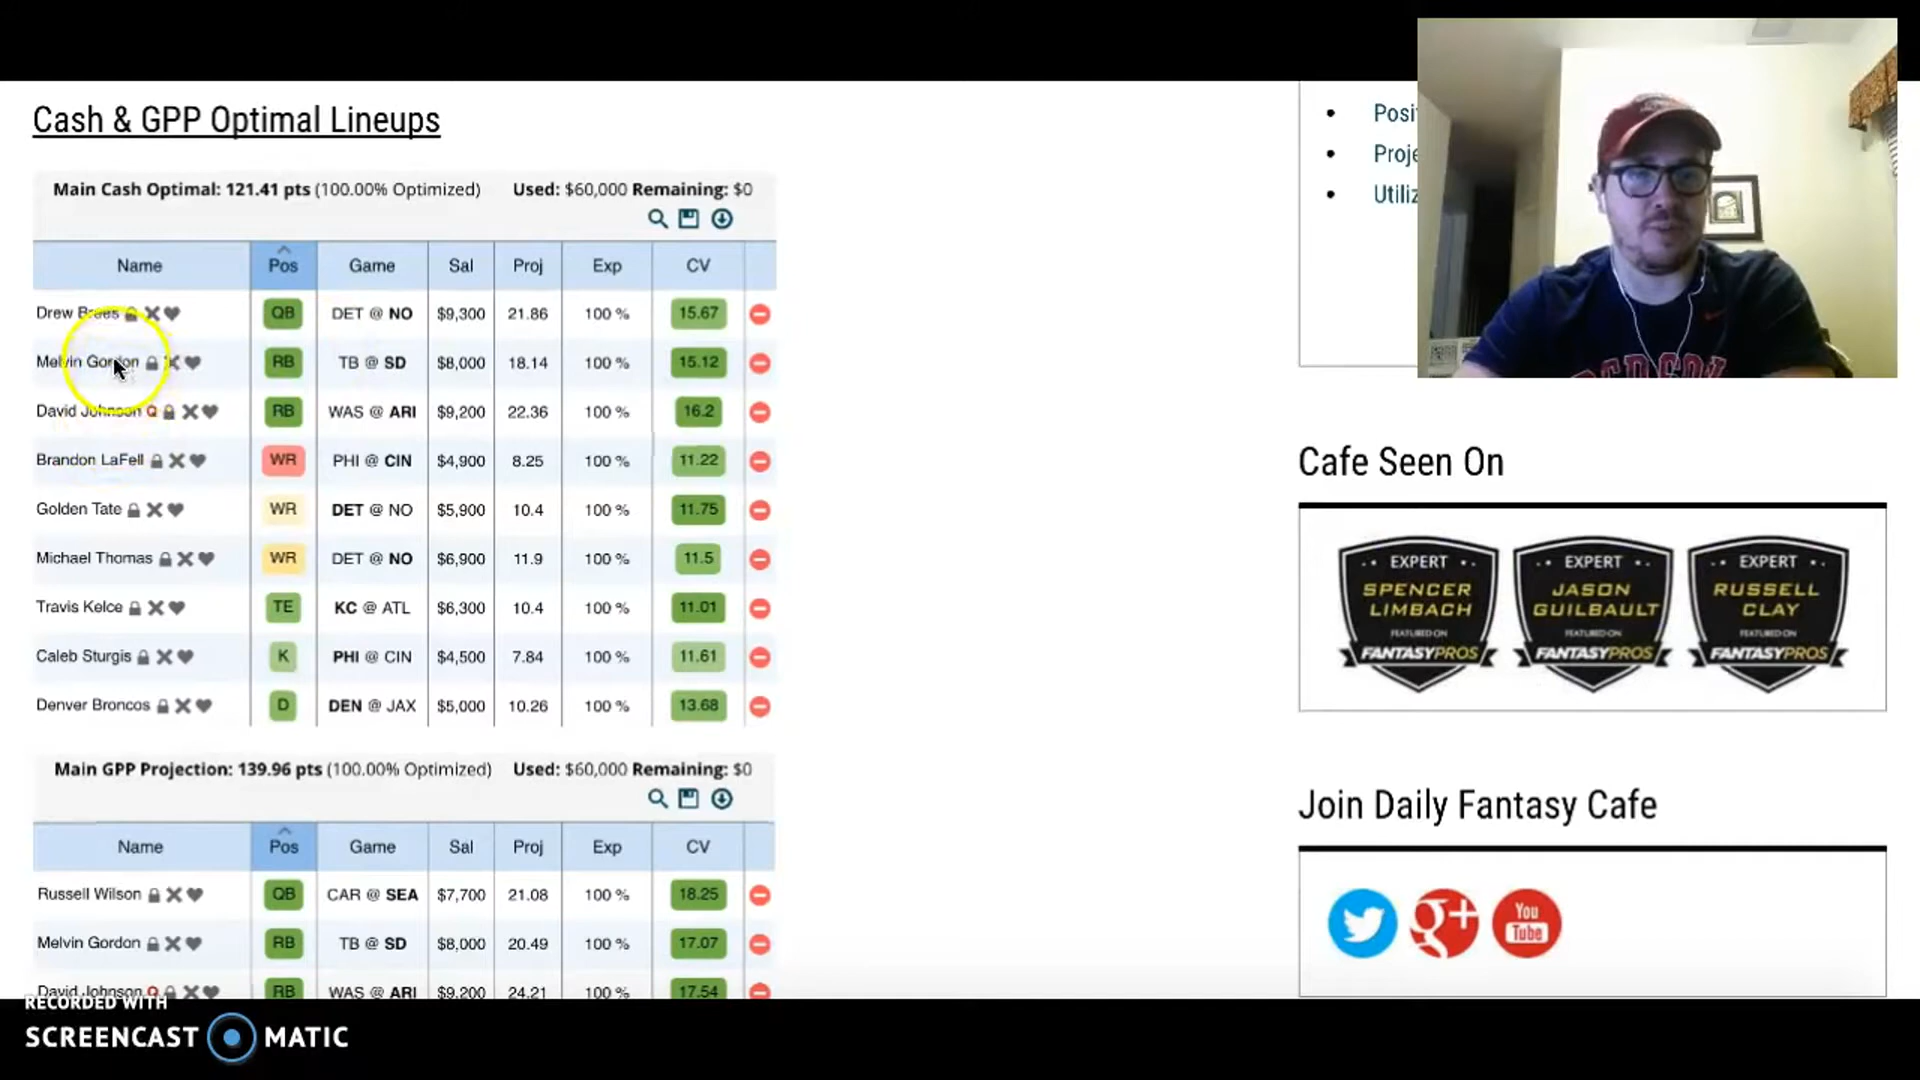 Cash & GPP Optimal Lineups
Main Cash Optimal: 121.41 pts (100.00% Optimized) Used: $60,000 Remaining: $0
Name Pos Game Sal Proj Exp CV
Drew Brees QB DET @ NO $9,300 21.86 100 % 15.67
Melvin Gordon RB TB @ SD $8,000 18.14 100 % 15.12
David Johnson Q RB WAS @ ARI $9,200 22.36 100 % 16.2
Brandon LaFell WR PHI @ CIN $4,900 8.25 100 % 11.22
Golden Tate WR DET @ NO $5,900 10.4 100 % 11.75
Michael Thomas WR DET @ NO $6,900 11.9 100 % 11.5
Travis Kelce TE KC @ ATL $6,300 10.4 100 % 11.01
Caleb Sturgis K PHI @ CIN $4,500 7.84 100 % 11.61
Denver Broncos D DEN @ JAX $5,000 10.26 100 % 13.68
Main GPP Projection: 139.96 pts (100.00% Optimized) Used: $60,000 Remaining: $0
Name Pos Game Sal Proj Exp CV
Russell Wilson QB CAR @ SEA $7,700 21.08 100 % 18.25
Melvin Gordon RB TB @ SD $8,000 20.49 100 % 17.07
David Johnson Q RB WAS @ ARI $9,200 24.21 100 % 17.54
• Posi
• Proje
• Utiliz
Cafe Seen On
EXPERT
SPENCER
LIMBACH
FEATURED ON
FANTASYPROS
EXPERT
JASON
GUILBAULT
FEATURED ON
FANTASYPROS
EXPERT
RUSSELL
CLAY
FEATURED ON
FANTASYPROS
Join Daily Fantasy Cafe
g+
You
Tube
RECORDED WITH
SCREENCAST MATIC